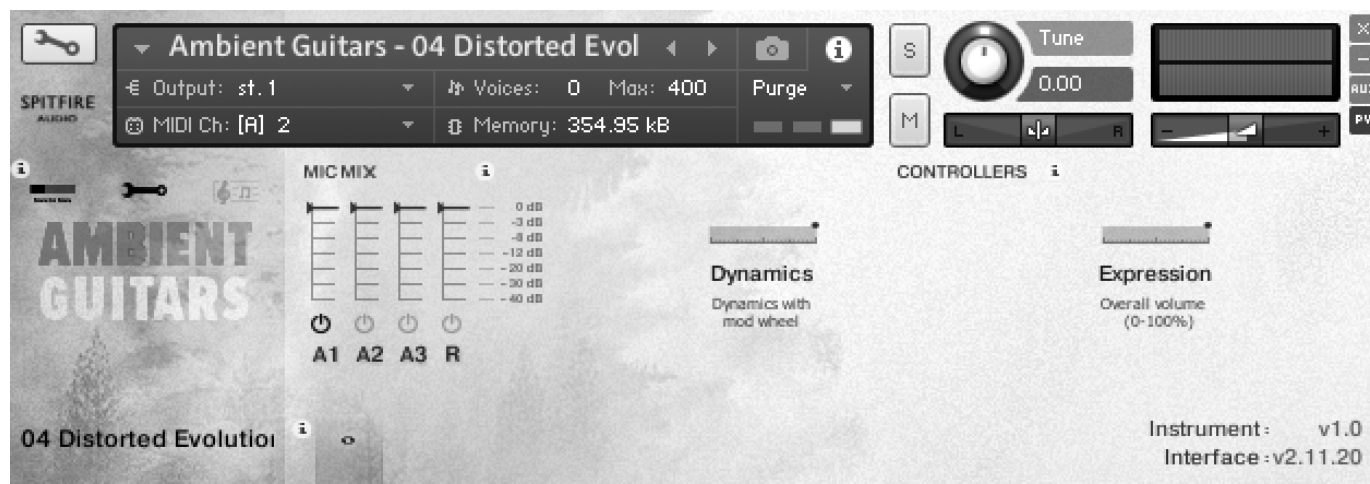 Ambient Guitars - 04 Distorted Evol
S
Tune
0.00
SPITFIRE
AUDIO
Output: st. 1
Voices: 0 Max: 400
Purge
AUX
PV
MIDI Ch: [A] 2
Memory: 354.95 kB
M
L
R
-
+
MIC MIX
CONTROLLERS
AMBIENT
GUITARS
0 dB
-3 dB
-12 dB
-20 dB
-30 dB
-40 dB
Dynamics
Dynamics with
mod wheel
Expression
Overall volume
(0-100%)
A1 A2 A3 R
04 Distorted Evolution
Instrument: v1.0
Interface: v2.11.20